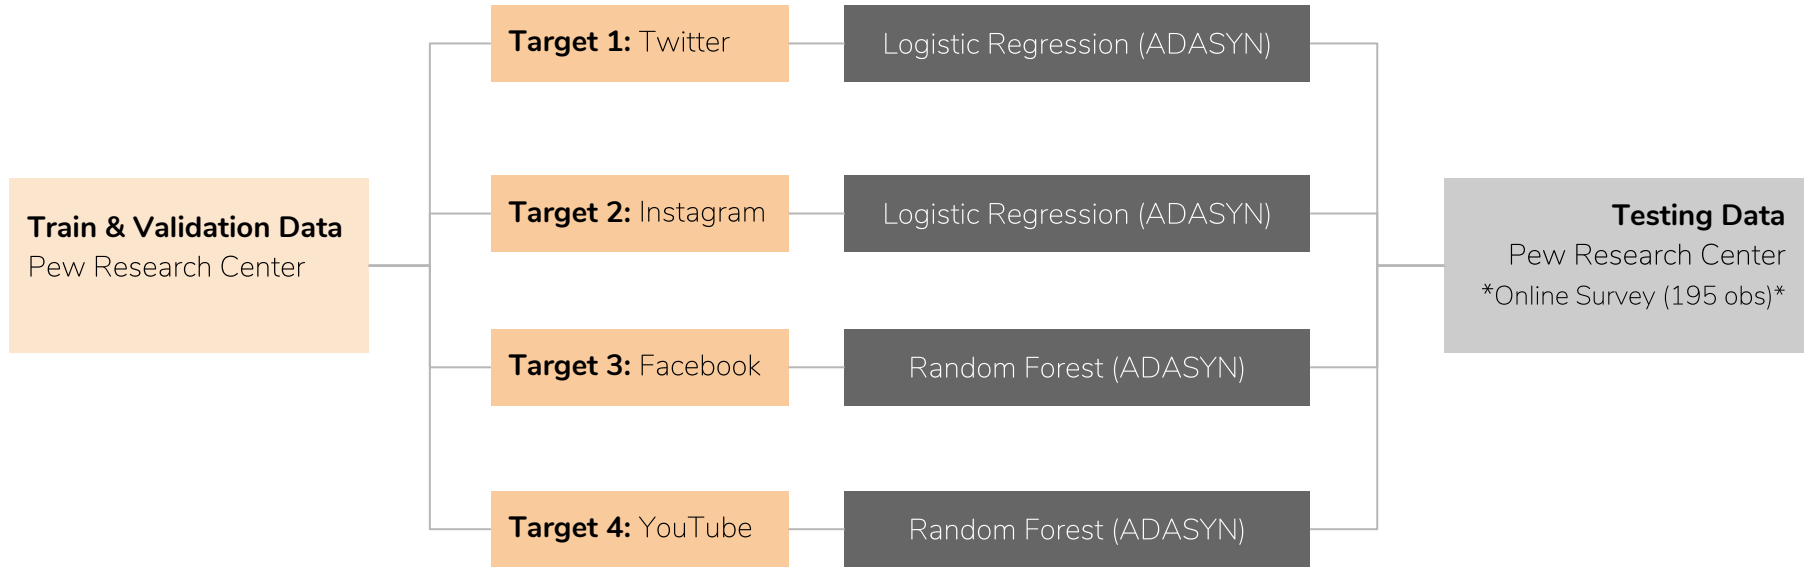 Train & Validation Data
Pew Research Center
Target 1: Twitter
Logistic Regression (ADASYN)
Target 2: Instagram
Logistic Regression (ADASYN)
Target 3: Facebook
Random Forest (ADASYN)
Target 4: YouTube
Random Forest (ADASYN)
Testing Data
Pew Research Center
*Online Survey (195 obs)*